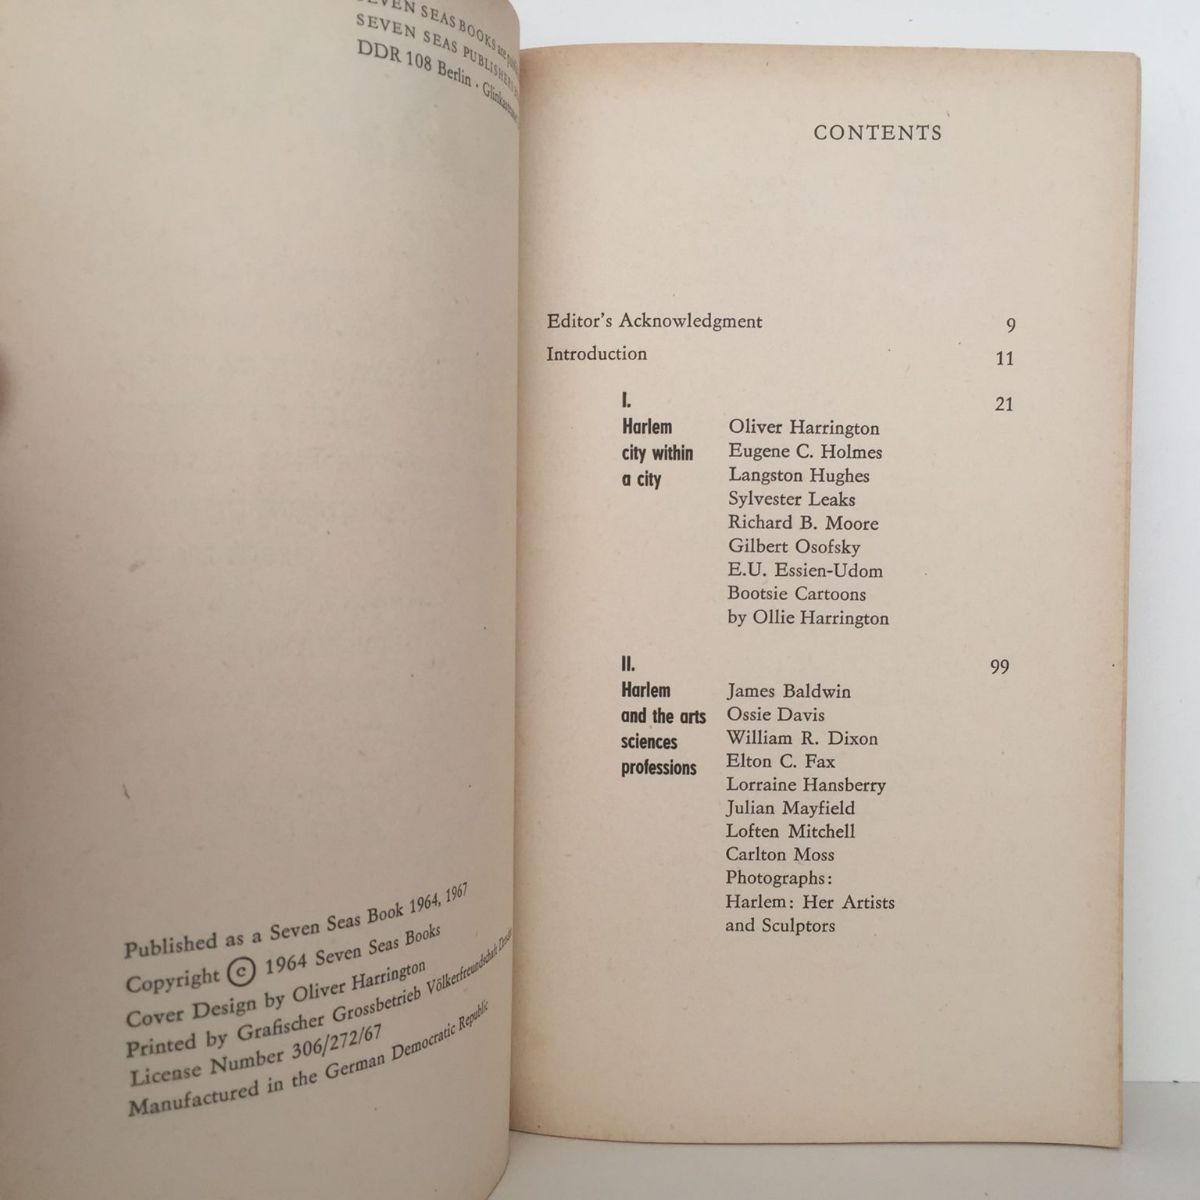 SEVEN SEAS BOOKS are
SEVEN SEAS PUBLISHERS
DDR 108 Berlin ·
Published as a Seven Seas Book 1964, 1967
Copyright © 1964 Seven Seas Books
Cover Design by Oliver Harrington
Printed by Grafischer Grossbetrieb Völkerfreundschaft
License Number 306/272/67
Manufactured in the German Democratic Republic
CONTENTS
Editor's Acknowledgment 9
Introduction 11
I. 21
Harlem Oliver Harrington
city within Eugene C. Holmes
a city Langston Hughes
Sylvester Leaks
Richard B. Moore
Gilbert Osofsky
E.U. Essien-Udom
Bootsie Cartoons
by Ollie Harrington
II. 99
Harlem James Baldwin
and the arts Ossie Davis
sciences William R. Dixon
professions Elton C. Fax
Lorraine Hansberry
Julian Mayfield
Loften Mitchell
Carlton Moss
Photographs:
Harlem: Her Artists
and Sculptors